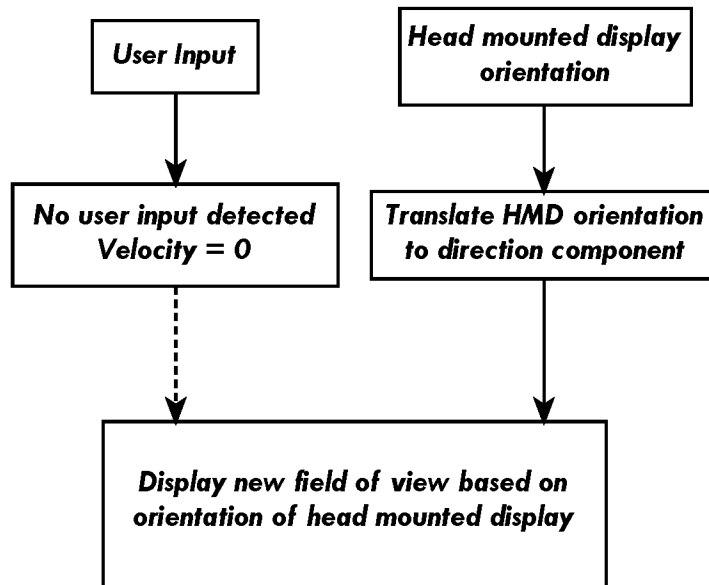 User Input
Head mounted display
orientation
No user input detected
Velocity = 0
Translate HMD orientation
to direction component
Display new field of view based on
orientation of head mounted display